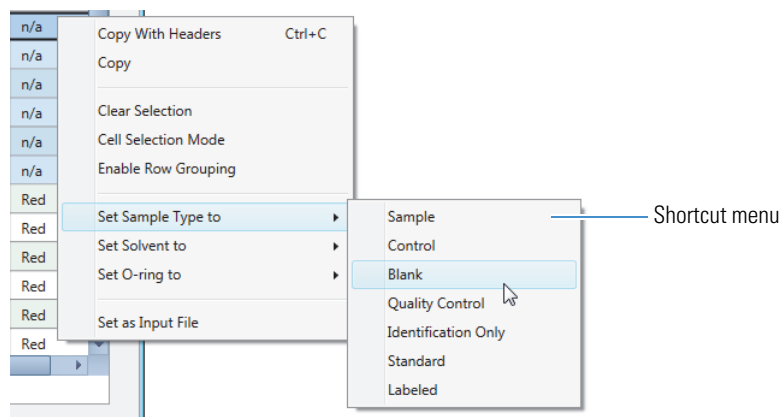 n/a
n/a
n/a
n/a
n/a
n/a
Red
Red
Red
Red
Red
Red
Copy With Headers Ctrl+C
Copy
Clear Selection
Cell Selection Mode
Enable Row Grouping
Set Sample Type to
Set Solvent to
Set O-ring to
Set as Input File
Sample
Control
Blank
Quality Control
Identification Only
Standard
Labeled
Shortcut menu